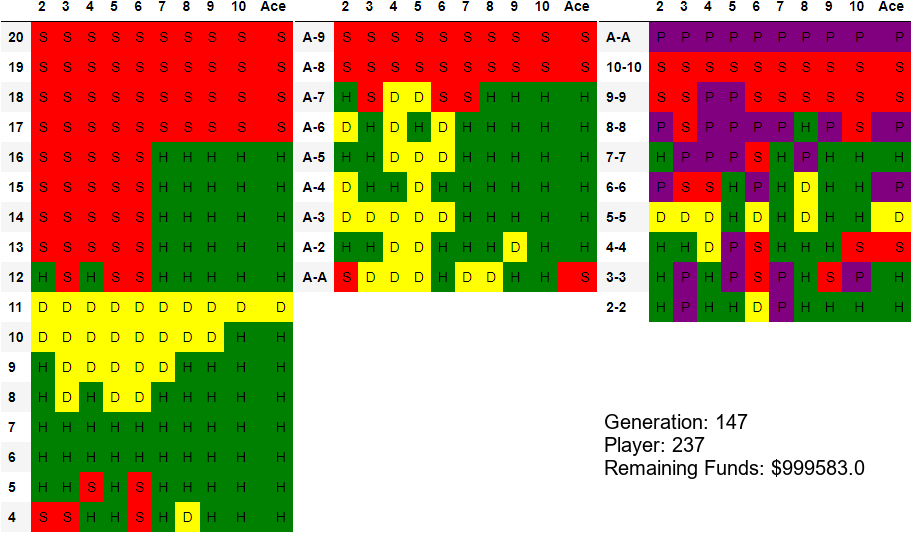 2 3 4 5 6 7 8 9 10 Ace
20 S S S S S S S S S S
19 S S S S S S S S S S
18 S S S S S S S S S S
17 S S S S S S S S S S
16 S S S S S H H H H H
15 S S S S S H H H H H
14 S S S S S H H H H H
13 S S S S S H H H H H
12 H S H S S H H H H H
11 D D D D D D D D D D
10 D D D D D D D D H H
9 H D D D D D H H H H
8 H D H D D H H H H H
7 H H H H H H H H H H
6 H H H H H H H H H H
5 H H S H S H H H H H
4 S S H H S H D H H H
2 3 4 5 6 7 8 9 10 Ace
A-9 S S S S S S S S S S
A-8 S S S S S S S S S S
A-7 H S D D S S H H H H
A-6 D H D H D H H H H H
A-5 H H D D D H H H H H
A-4 D H H D H H H H H H
A-3 D D D D D H H H H H
A-2 H H D D H H H D H H
A-A S D D D H D D H H S
2 3 4 5 6 7 8 9 10 Ace
A-A P P P P P P P P P P
10-10 S S S S S S S S S S
9-9 S S P P S S S S S S
8-8 P S P P P P H P S P
7-7 H P P P S H P H H H
6-6 P S S H P H D H H P
5-5 D D D H D H D H H D
4-4 H H D P S H H H S S
3-3 H P H P S P H S P H
2-2 H P H H D P H H H H
Generation: 147
Player: 237
Remaining Funds: $999583.0